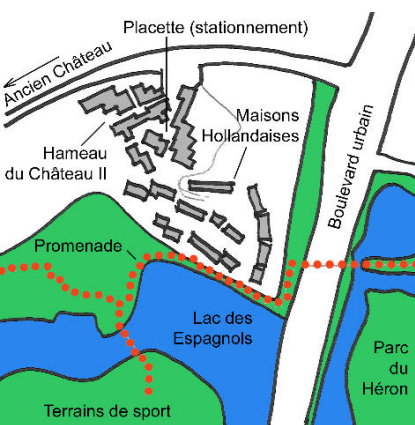 Placette (stationnement)
Ancien Château
Maisons
Hollandaises
Hameau
du Château II
Boulevard urbain
Promenade
Lac des
Espagnols
Parc
du
Héron
Terrains de sport